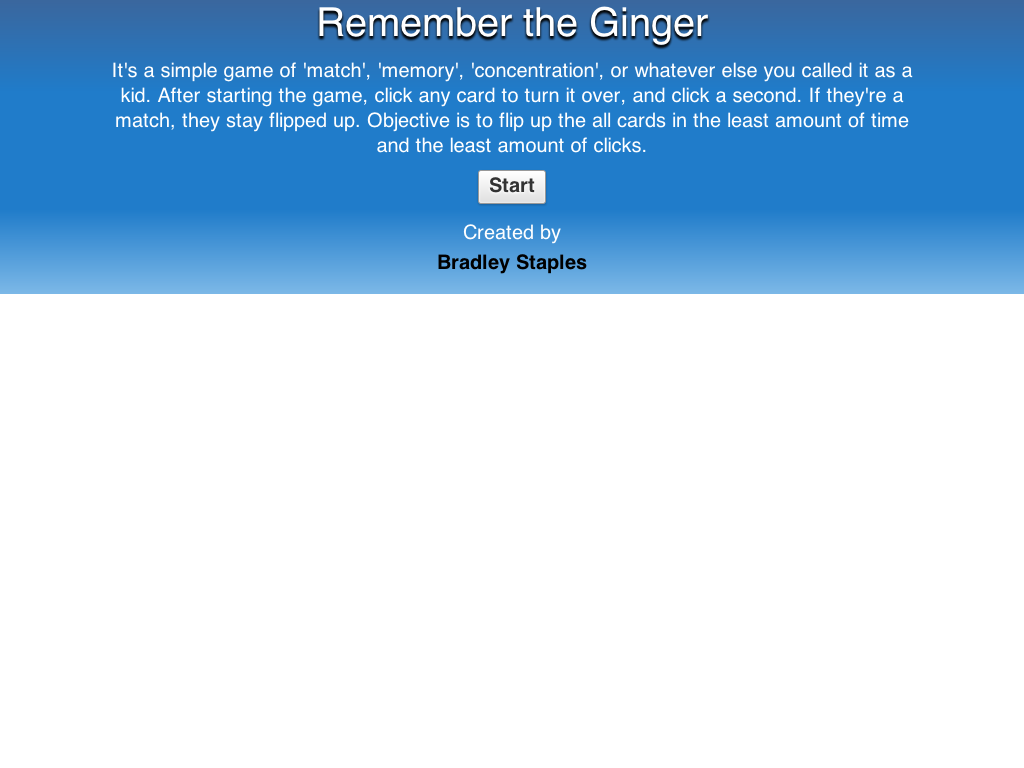 Remember the Ginger
It's a simple game of 'match', 'memory', 'concentration', or whatever else you called it as a
kid. After starting the game, click any card to turn it over, and click a second. If they're a
match, they stay flipped up. Objective is to flip up the all cards in the least amount of time
and the least amount of clicks.
Start
Created by
Bradley Staples